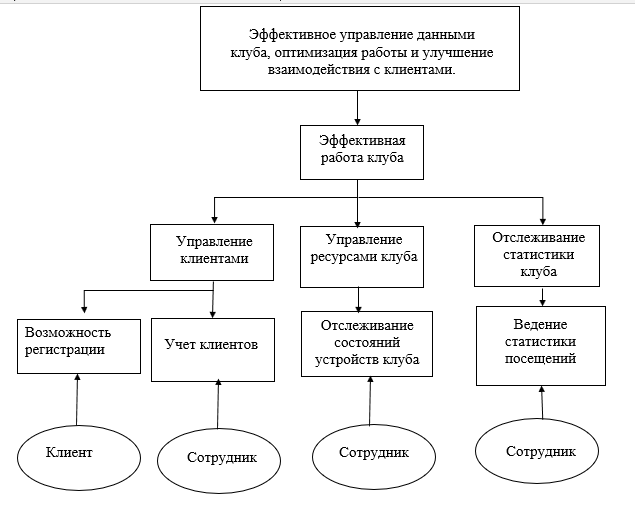 Эффективное управление данными
клуба, оптимизация работы и улучшение
взаимодействия с клиентами.
Эффективная
работа клуба
Управление
клиентами
Управление
ресурсами клуба
Отслеживание
статистики
клуба
Возможность
регистрации
Учет клиентов
Отслеживание
состояний
устройств клуба
Ведение
статистики
посещений
Клиент
Сотрудник
Сотрудник
Сотрудник